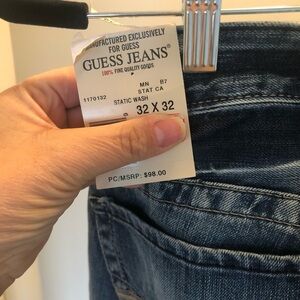 MANUFACTURED EXCLUSIVELY
FOR GUESS
GUESS JEANS®
100% FINE QUALITY GOODS
MN B7
1170132 STAT CA
STATIC WASH
32 X 32
PC/MSRP: $98.00